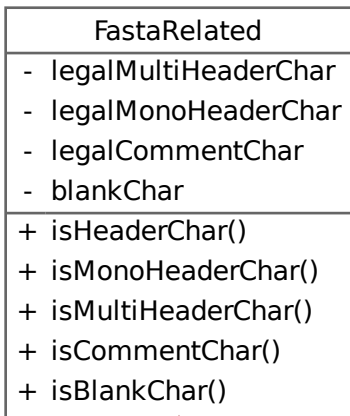 FastaRelated
- legalMultiHeaderChar
- legalMonoHeaderChar
- legalCommentChar
- blankChar
+ isHeaderChar()
+ isMonoHeaderChar()
+ isMultiHeaderChar()
+ isCommentChar()
+ isBlankChar()